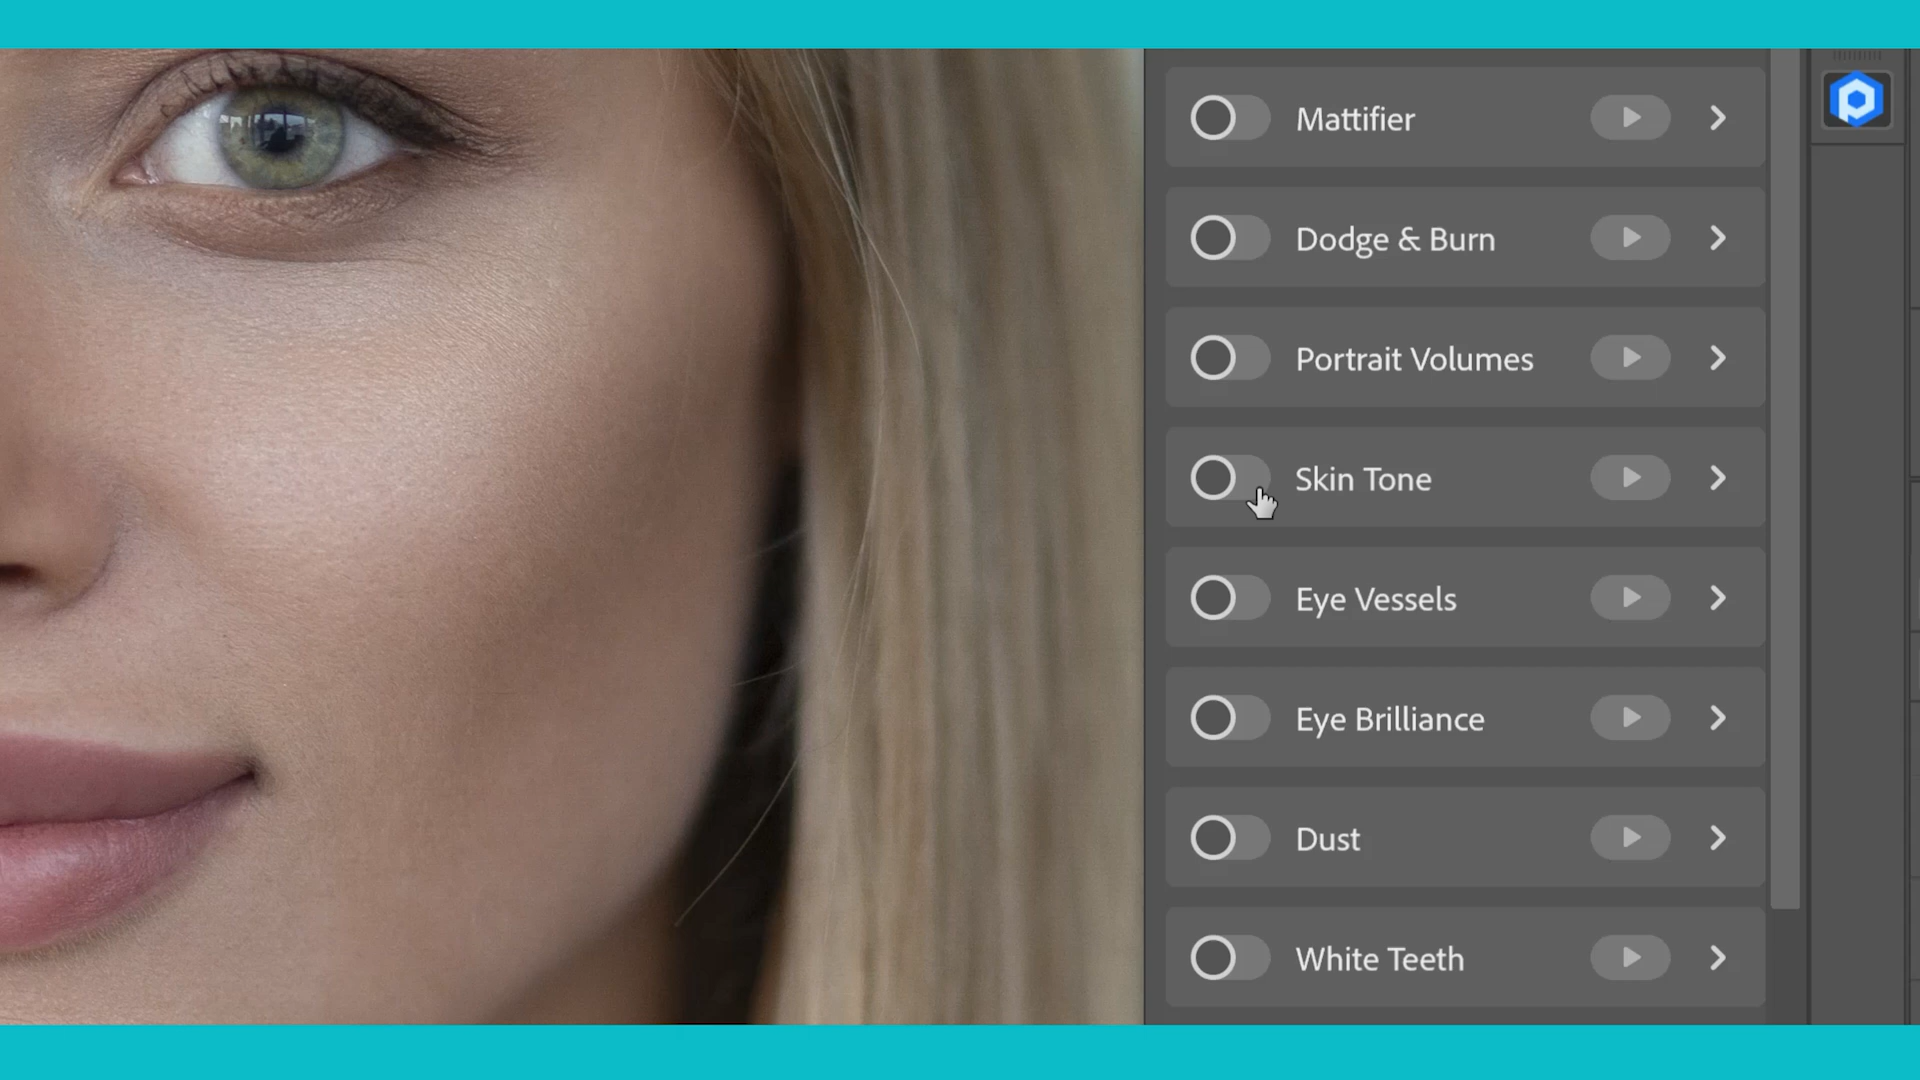 Mattifier
Dodge & Burn
Portrait Volumes
Skin Tone
Eye Vessels
Eye Brilliance
Dust
White Teeth